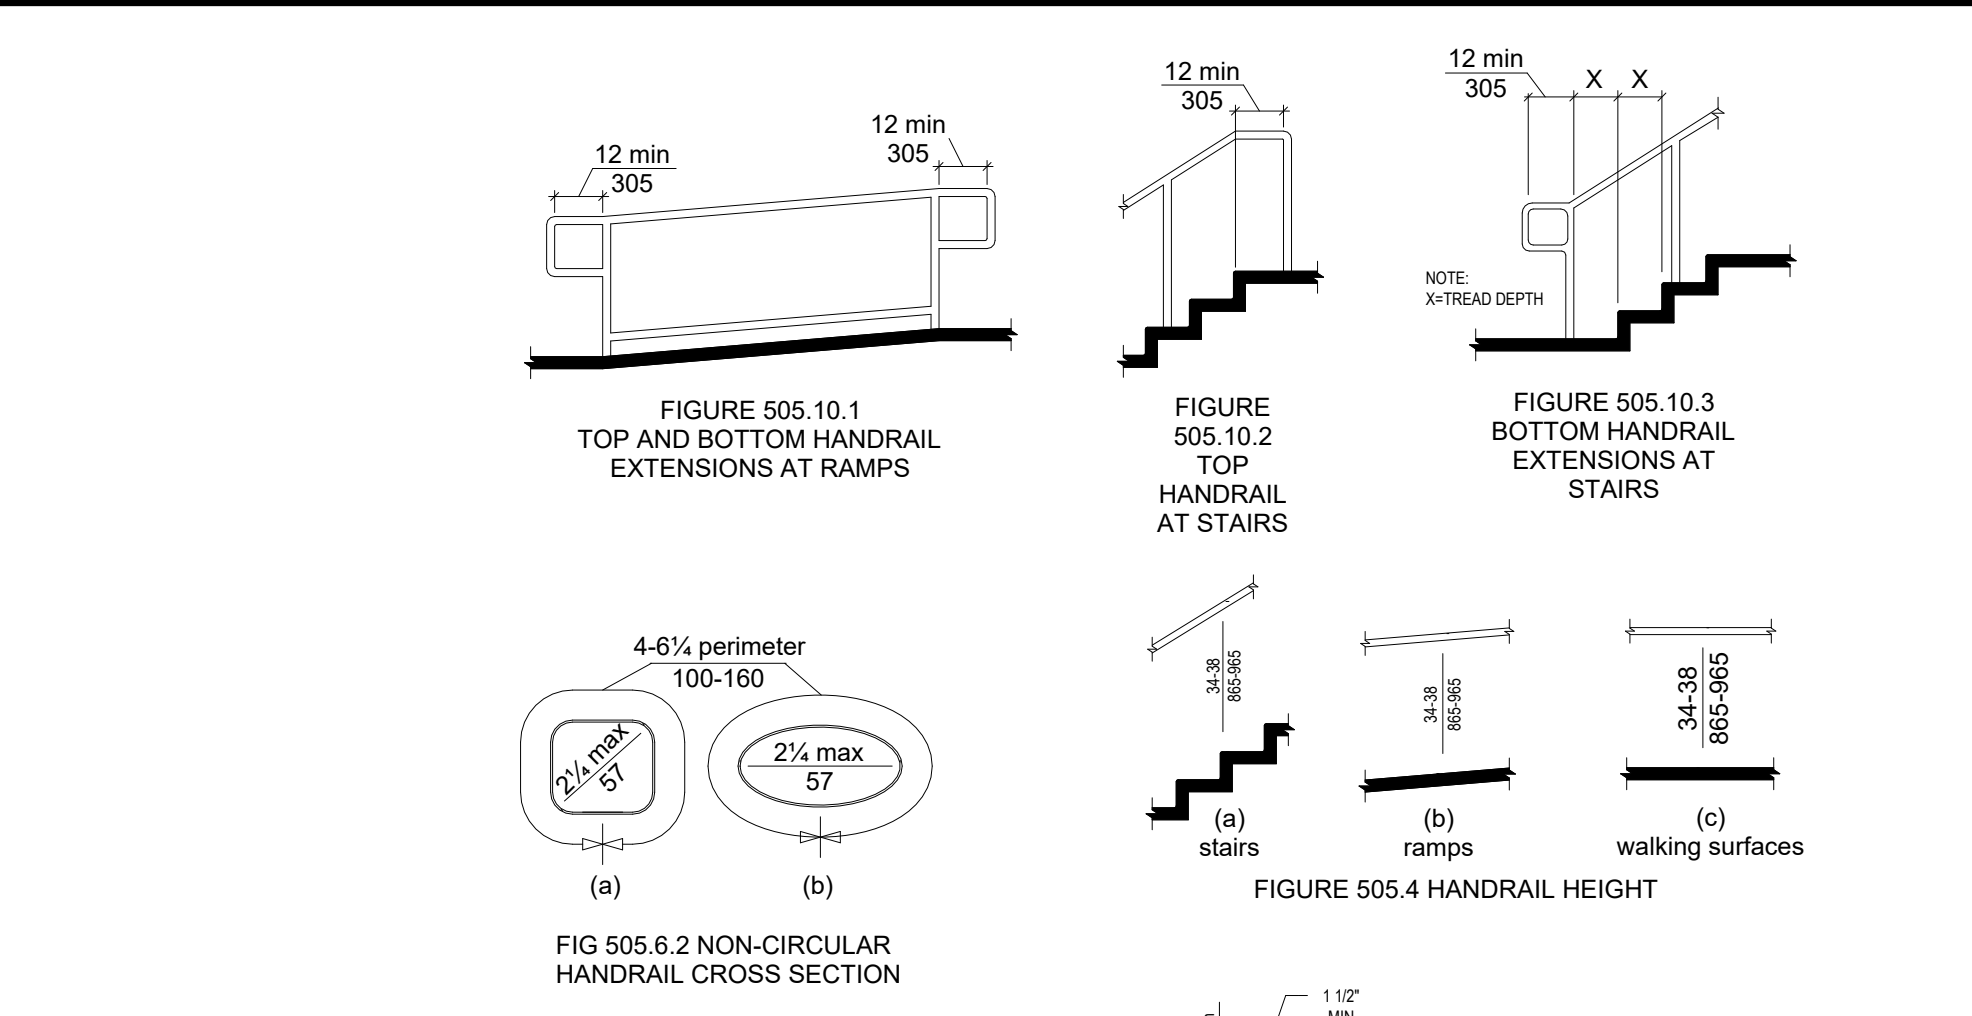 12 min
305
12 min
305
FIGURE 505.10.1
TOP AND BOTTOM HANDRAIL
EXTENSIONS AT RAMPS
12 min
305
FIGURE
505.10.2
TOP
HANDRAIL
AT STAIRS
12 min
305
X X
NOTE:
X=TREAD DEPTH
FIGURE 505.10.3
BOTTOM HANDRAIL
EXTENSIONS AT
STAIRS
4-6¼ perimeter
100-160
2¼ max
57
2¼ max
57
(a)
(b)
FIG 505.6.2 NON-CIRCULAR
HANDRAIL CROSS SECTION
34-38
865-965
(a)
stairs
34-38
865-965
(b)
ramps
34-38
865-965
(c)
walking surfaces
FIGURE 505.4 HANDRAIL HEIGHT
1 1/2"
MIN